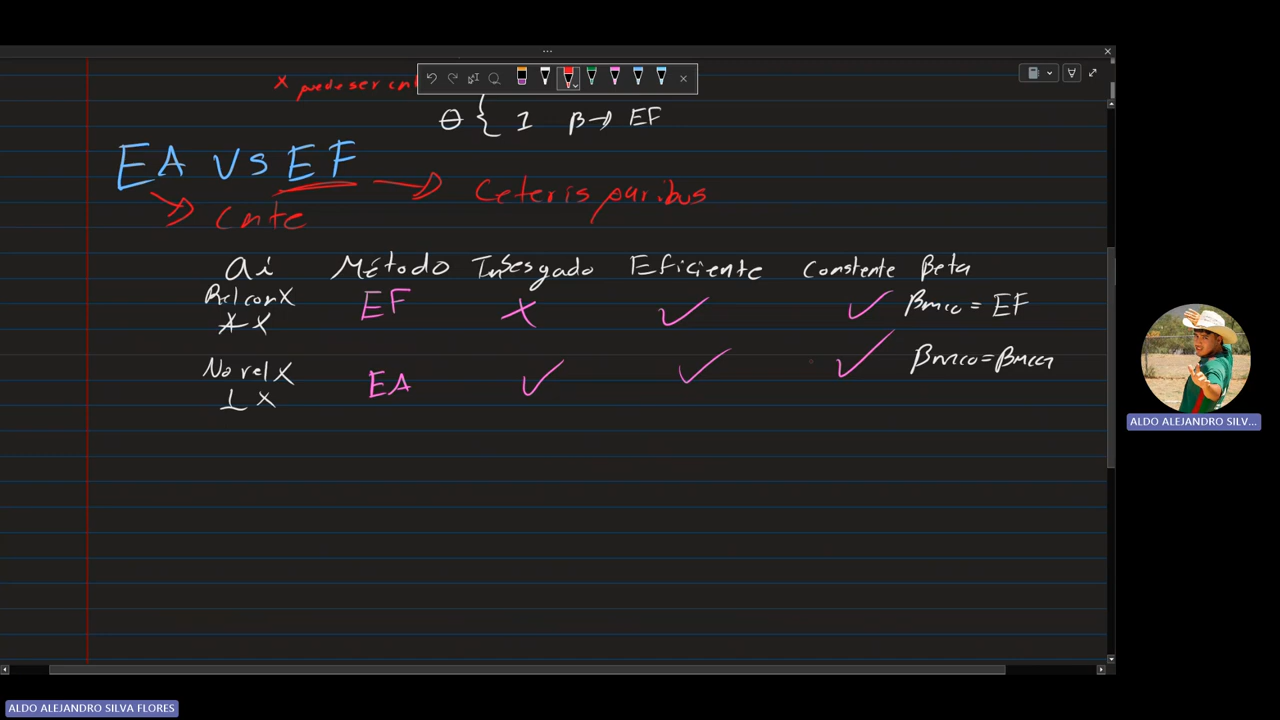 x puede ser
θ { 1 β → EF
EA vs EF
→ Cnte → Ceteris paribus
ai Método Insesgado Eficiente Constente Beta
Rel con X EF x ✓ ✓ βmco = EF
X
No rel X EA ✓ ✓ ✓ βmco = βmcg
⊥ X
ALDO ALEJANDRO SILV...
ALDO ALEJANDRO SILVA FLORES